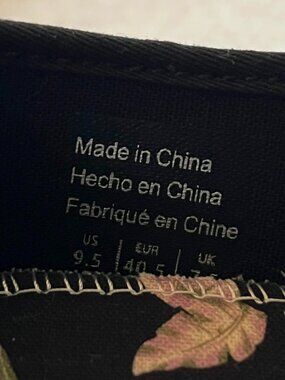 Made in China
Hecho en China
Fabriqué en Chine
US | EUR | UK
9.5 | 40.5 |